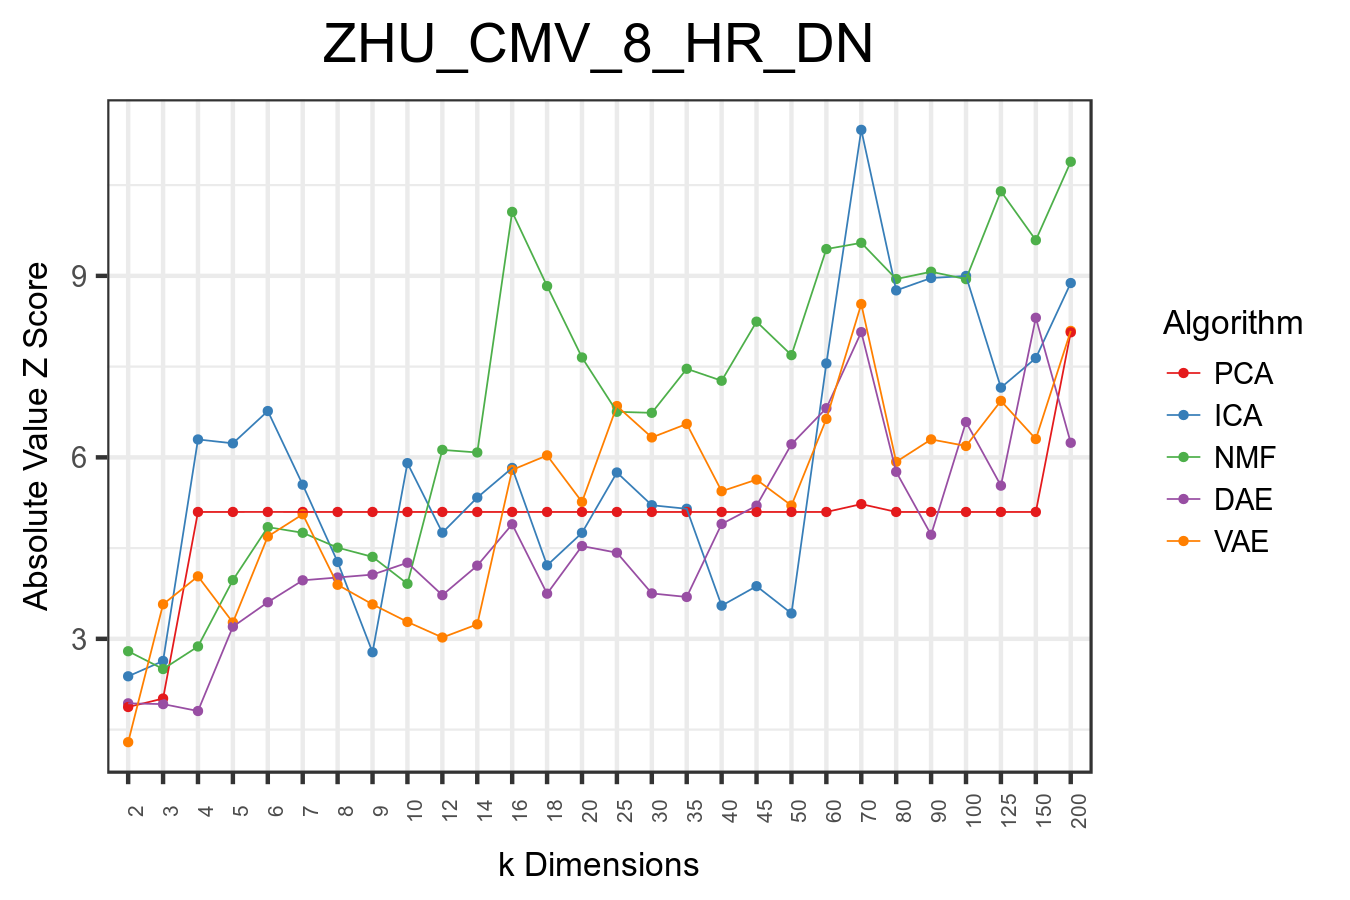 ZHU_CMV_8_HR_DN
Absolute Value Z Score
9
6
3
2 3 4 5 6 7 8 9 10 12 14 16 18 20 25 30 35 40 45 50 60 70 80 90 100 125 150 200
k Dimensions
Algorithm
PCA
ICA
NMF
DAE
VAE